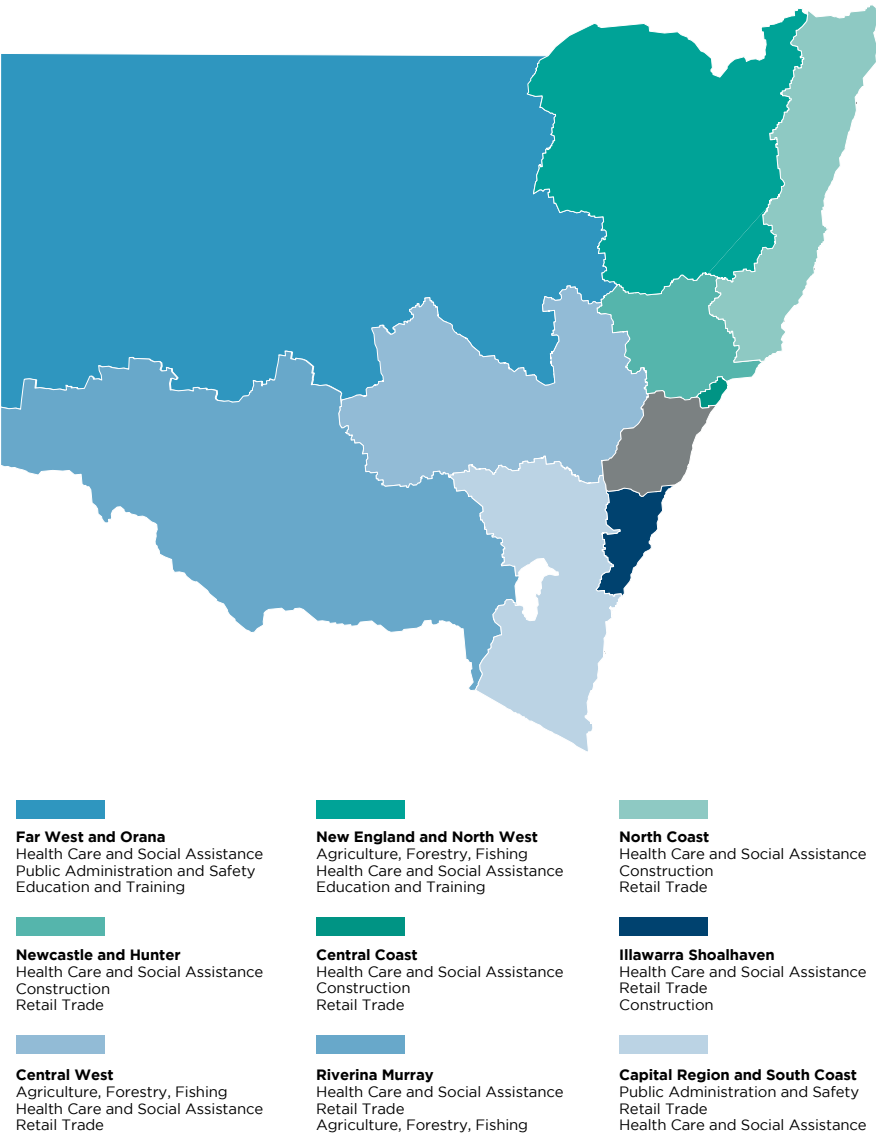 Far West and Orana
Health Care and Social Assistance
Public Administration and Safety
Education and Training
New England and North West
Agriculture, Forestry, Fishing
Health Care and Social Assistance
Education and Training
North Coast
Health Care and Social Assistance
Construction
Retail Trade
Newcastle and Hunter
Health Care and Social Assistance
Construction
Retail Trade
Central Coast
Health Care and Social Assistance
Construction
Retail Trade
Illawarra Shoalhaven
Health Care and Social Assistance
Retail Trade
Construction
Central West
Agriculture, Forestry, Fishing
Health Care and Social Assistance
Retail Trade
Riverina Murray
Health Care and Social Assistance
Retail Trade
Agriculture, Forestry, Fishing
Capital Region and South Coast
Public Administration and Safety
Retail Trade
Health Care and Social Assistance